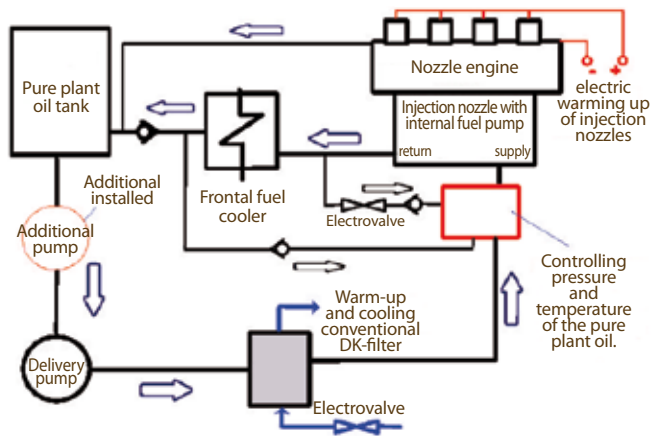 Pure plant
oil tank
Nozzle engine
- +
electric
warming up
of injection
nozzles
Injection nozzle with
internal fuel pump
return supply
Additional
installed
Frontal fuel
cooler
Electrovalve
Additional
pump
Controlling
pressure
and
temperature
of the pure
plant oil.
Warm-up
and cooling
conventional
DK-filter
Delivery
pump
Electrovalve